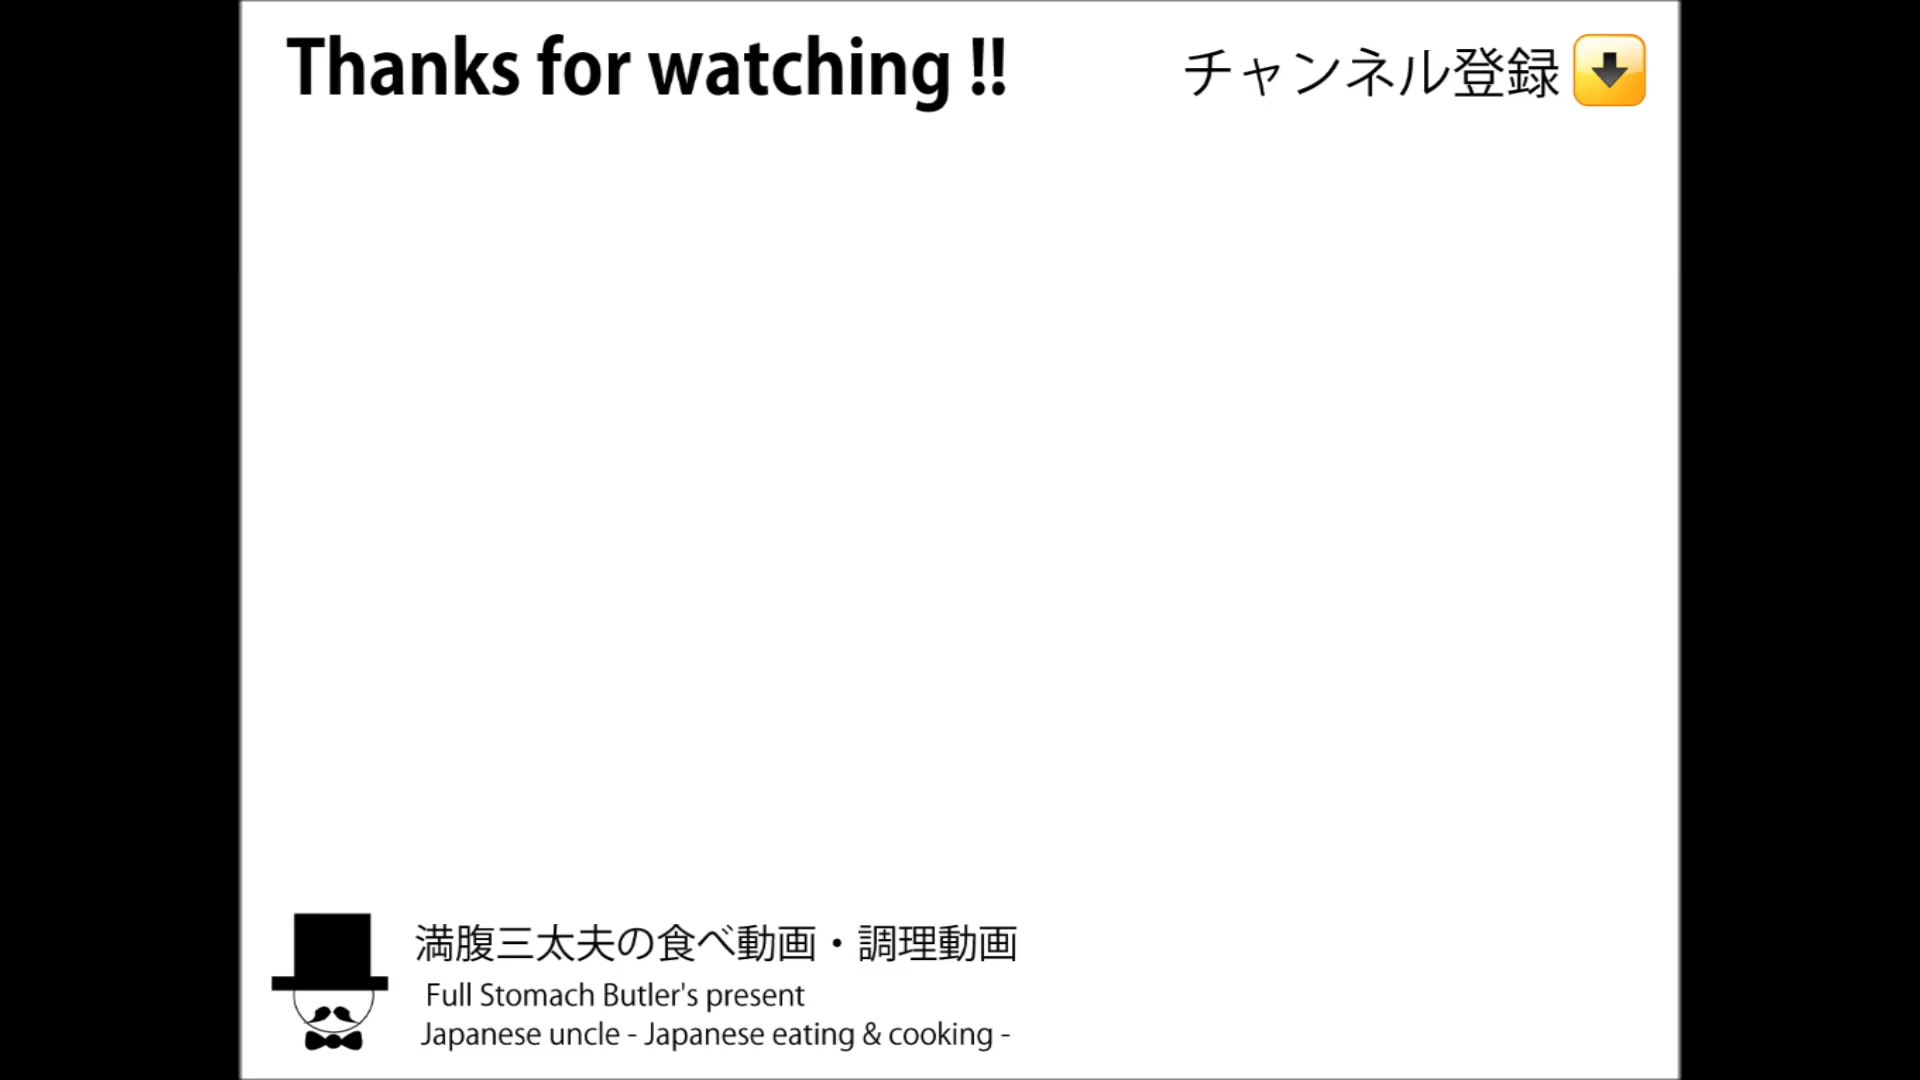 Thanks for watching !!
チャンネル登録
満腹三太夫の食べ動画・調理動画
Full Stomach Butler's present
Japanese uncle - Japanese eating & cooking -